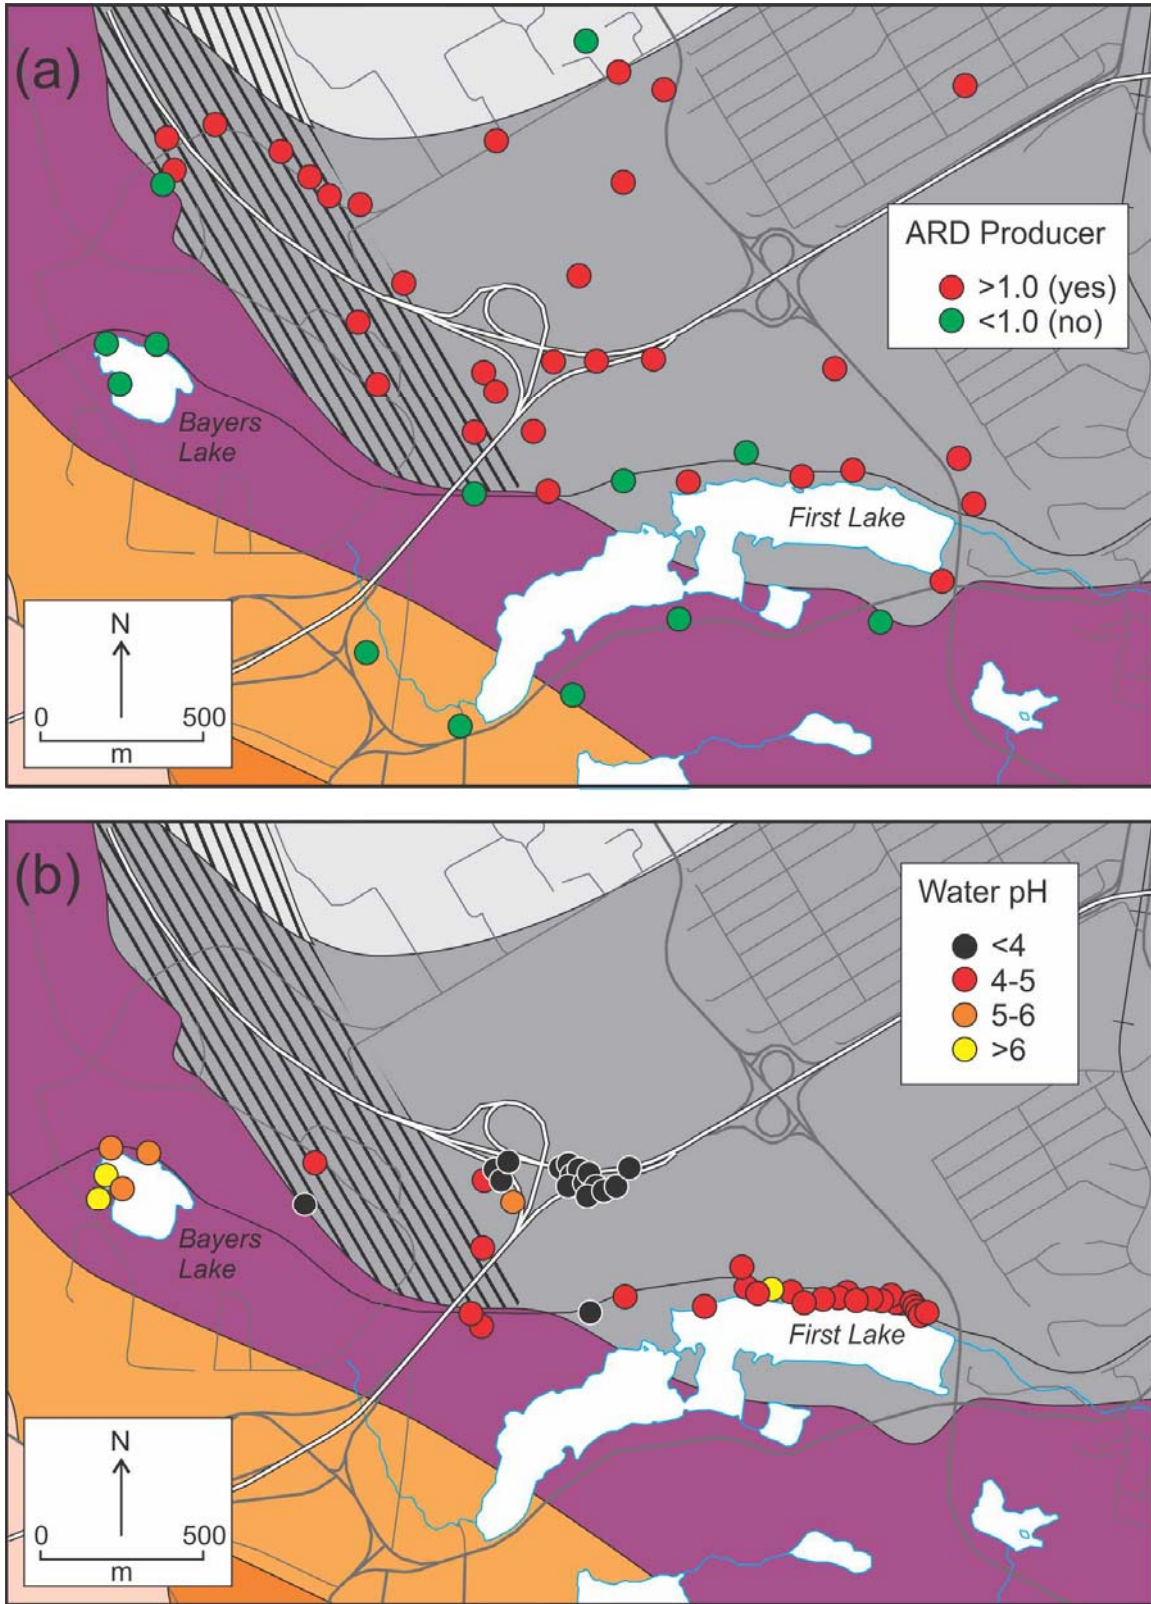 (a)
ARD Producer
>1.0 (yes)
<1.0 (no)
Bayers
Lake
First Lake
N
0 500
m
(b)
Water pH
<4
4-5
5-6
>6
Bayers
Lake
First Lake
N
0 500
m